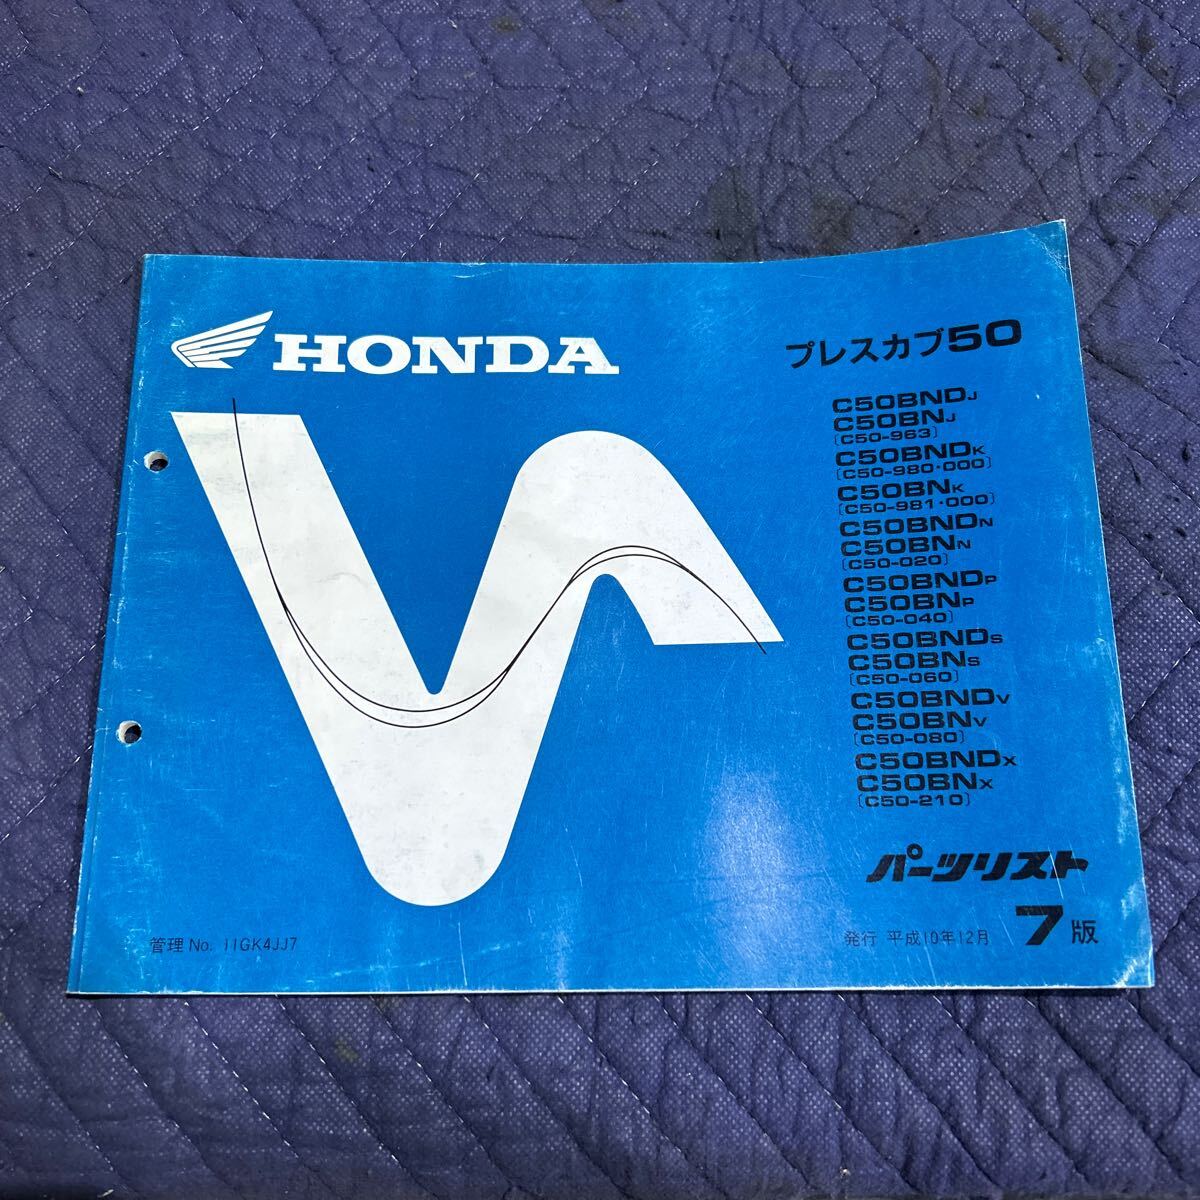 HONDA
プレスカブ50
C50BNDJ
C50BNJ
(C50-963)
C50BNDK
(C50-980・000)
C50BNK
(C50-981・000)
C50BNDN
C50BNN
(C50-020)
C50BNDP
C50BNP
(C50-040)
C50BNDS
C50BNS
(C50-060)
C50BNDV
C50BNV
(C50-080)
C50BNDX
C50BNX
(C50-210)
パーツリスト
管理 No. 11GK4JJ7
発行 平成10年12月 7版